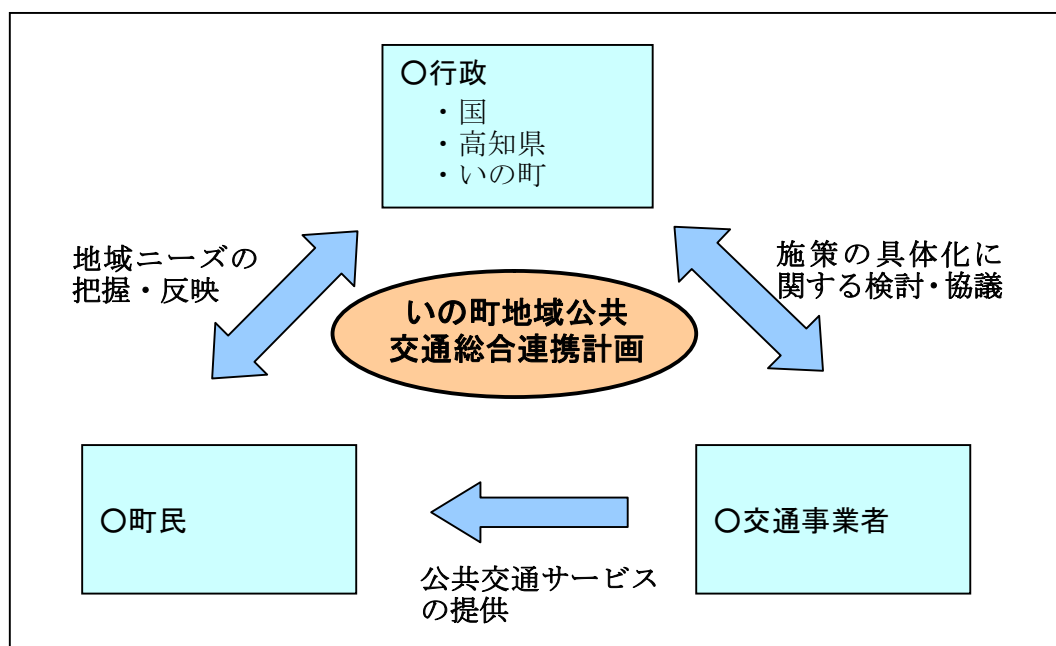 〇行政
・国
・高知県
・いの町
地域ニーズの
把握・反映
施策の具体化に
関する検討・協議
いの町地域公共
交通総合連携計画
〇町民
〇交通事業者
公共交通サービス
の提供